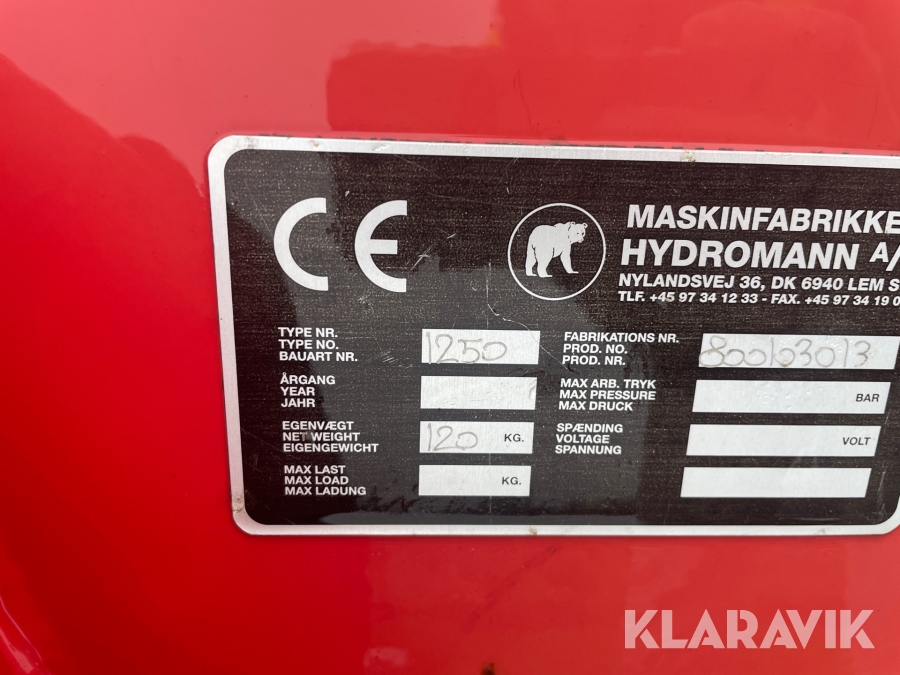 CE
MASKINFABRIKKE
HYDROMANN A/
NYLANDSVEJ 36, DK 6940 LEM S
TLF. +45 97 34 12 33 - FAX. +45 97 34 19 0
TYPE NR.
TYPE NO.
BAUART NR.
1250
FABRIKATIONS NR.
PROD. NO.
PROD. NR.
800103013
ÅRGANG
YEAR
JAHR
MAX ARB. TRYK
MAX PRESSURE
MAX DRUCK
BAR
EGENVÆGT
NET WEIGHT
EIGENGEWICHT
120 KG.
SPÆNDING
VOLTAGE
SPANNUNG
VOLT
MAX LAST
MAX LOAD
MAX LADUNG
KG.
KLARAVIK